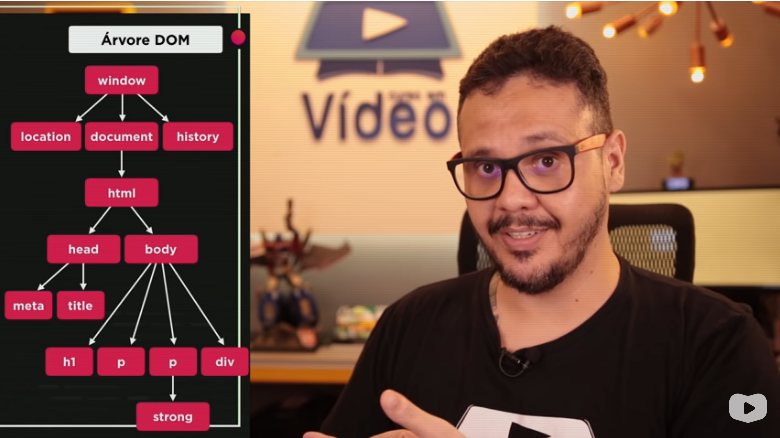 Árvore DOM
window
location document history
html
head body
meta title
h1 p p div
strong
Vídeo